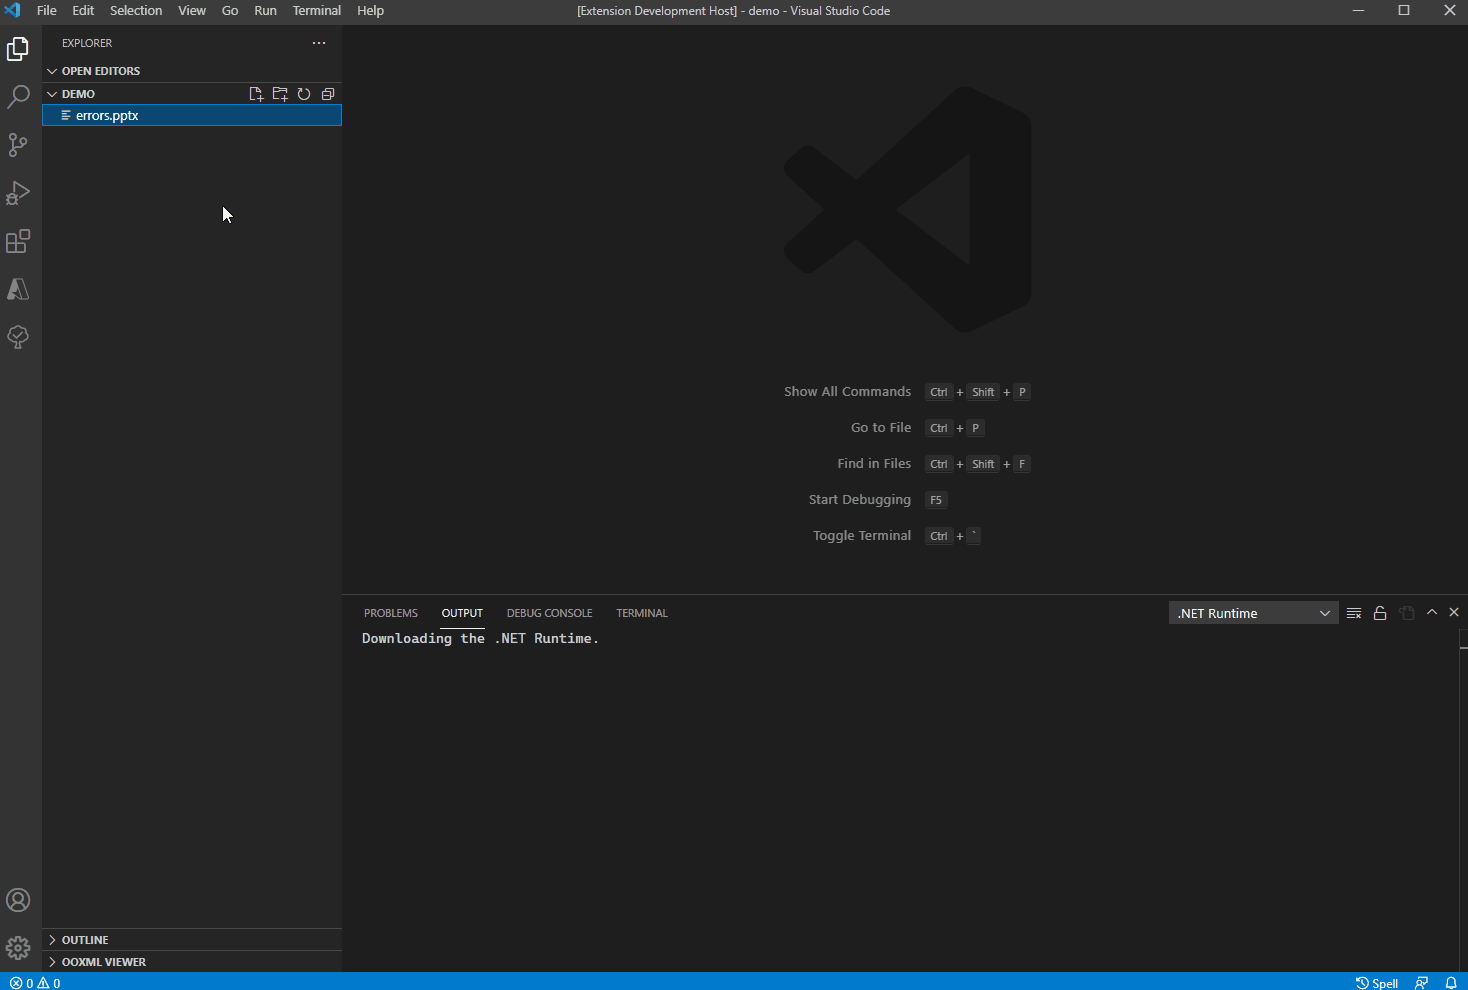 File Edit Selection View Go Run Terminal Help [Extension Development Host] - demo - Visual Studio Code
EXPLORER ···
OPEN EDITORS
DEMO
errors.pptx
Show All Commands Ctrl + Shift + P
Go to File Ctrl + P
Find in Files Ctrl + Shift + F
Start Debugging F5
Toggle Terminal Ctrl + `
PROBLEMS OUTPUT DEBUG CONSOLE TERMINAL .NET Runtime
Downloading the .NET Runtime.
OUTLINE
OOXML VIEWER
0 0 Spell